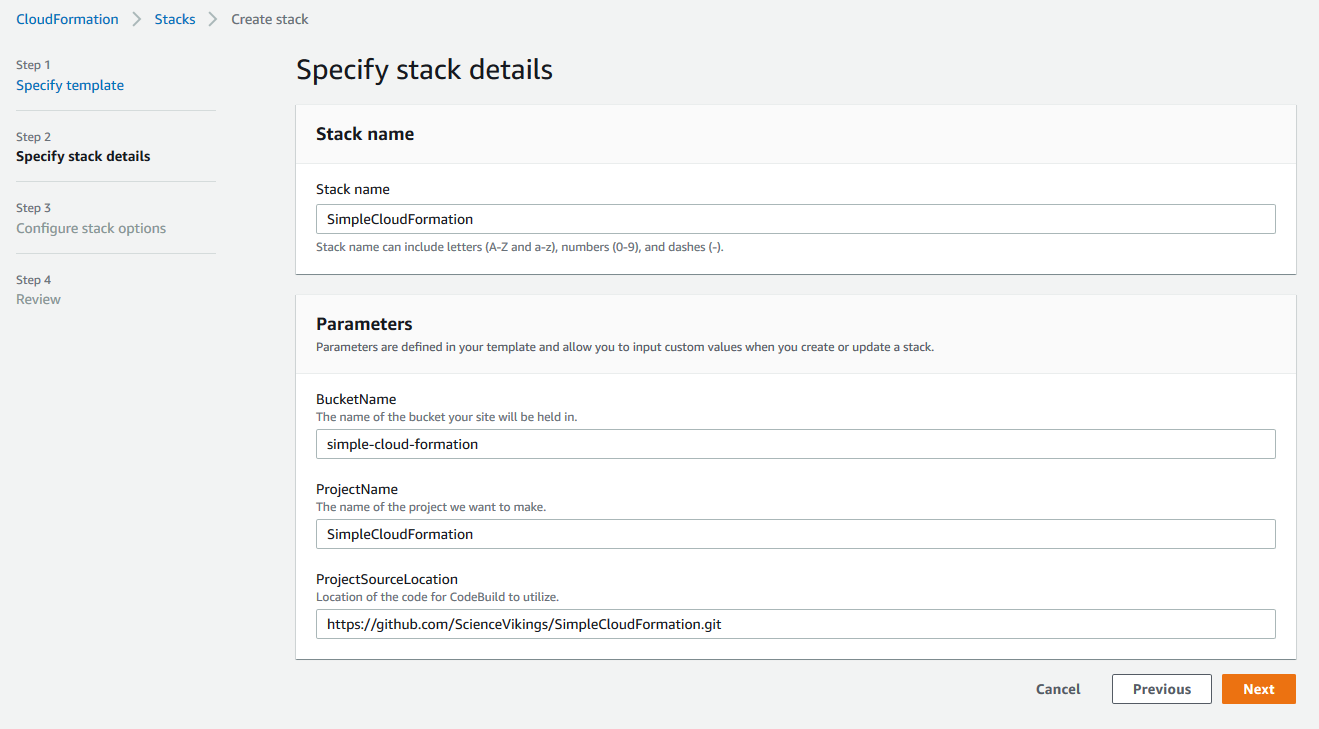 CloudFormation > Stacks > Create stack
Step 1
Specify template
Step 2
Specify stack details
Step 3
Configure stack options
Step 4
Review
Specify stack details
Stack name
Stack name
SimpleCloudFormation
Stack name can include letters (A-Z and a-z), numbers (0-9), and dashes (-).
Parameters
Parameters are defined in your template and allow you to input custom values when you create or update a stack.
BucketName
The name of the bucket your site will be held in.
simple-cloud-formation
ProjectName
The name of the project we want to make.
SimpleCloudFormation
ProjectSourceLocation
Location of the code for CodeBuild to utilize.
https://github.com/ScienceVikings/SimpleCloudFormation.git
Cancel Previous Next